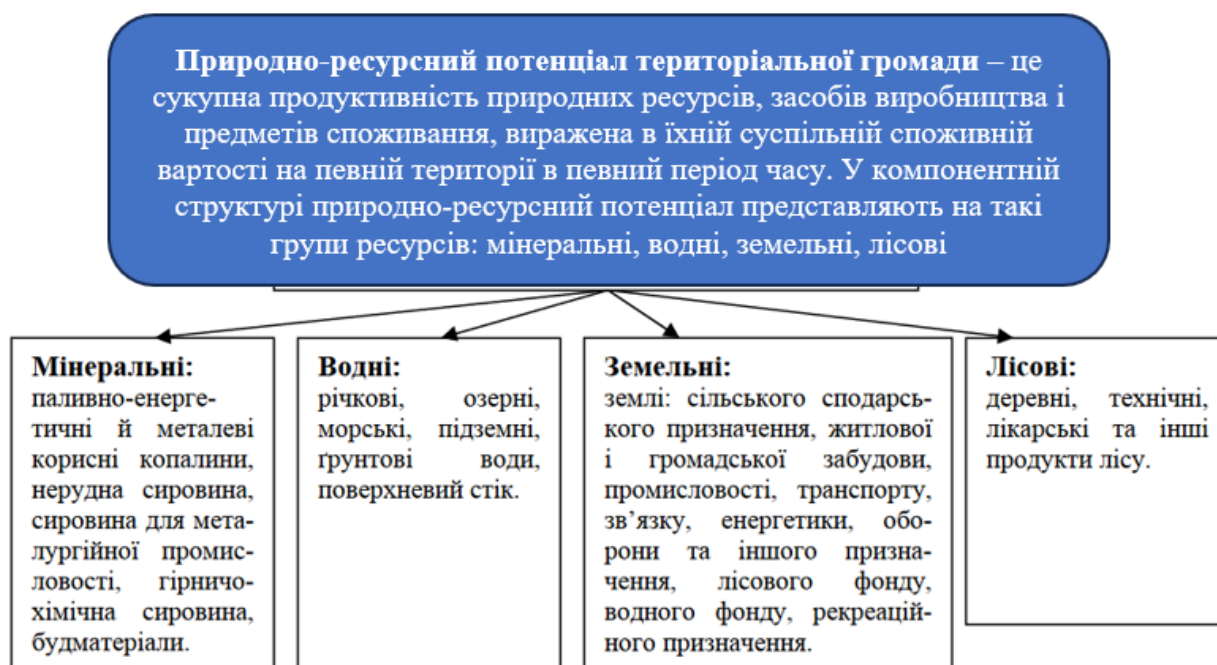 Природно-ресурсний потенціал територіальної громади – це
сукупна продуктивність природних ресурсів, засобів виробництва і
предметів споживання, виражена в їхній суспільній споживній
вартості на певній території в певний період часу. У компонентній
структурі природно-ресурсний потенціал представляють на такі
групи ресурсів: мінеральні, водні, земельні, лісові
Мінеральні:
паливно-енерге-
тичні й металеві
корисні копалини,
нерудна сировина,
сировина для мета-
лургійної промис-
ловості, гірничо-
хімічна сировина,
будматеріали.
Водні:
річкові, озерні,
морські, підземні,
ґрунтові води,
поверхневий стік.
Земельні:
землі: сільського сподарсь-
кого призначення, житлової
і громадської забудови,
промисловості, транспорту,
зв’язку, енергетики, обо-
рони та іншого призна-
чення, лісового фонду,
водного фонду, рекреацій-
ного призначення.
Лісові:
деревні, технічні,
лікарські та інші
продукти лісу.